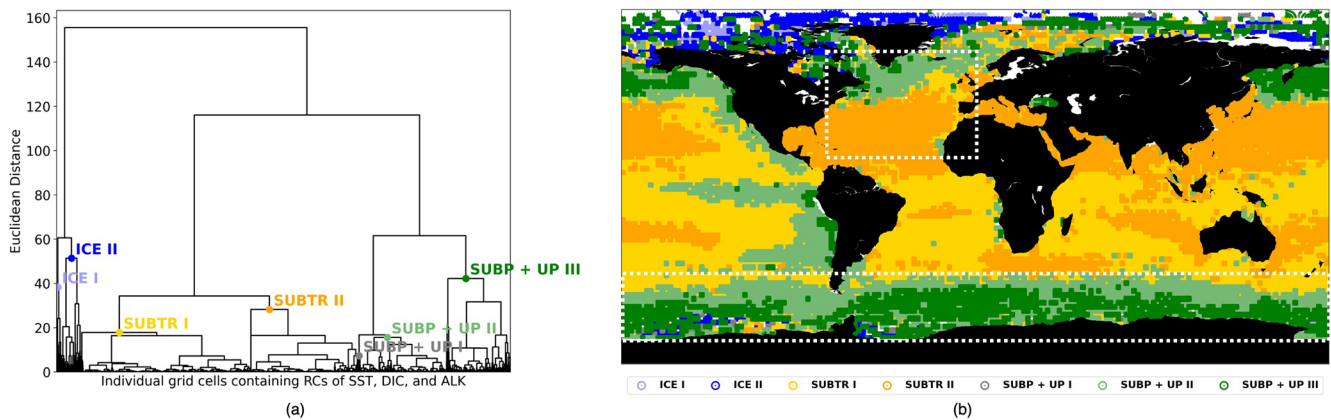 160
140
120
100
80
60
40
20
0
Euclidean Distance
ICE II
ICE I
SUBP + UP III
SUBTR II
SUBTR I
SUBP + UP II
SUBP + UP I
Individual grid cells containing RCs of SST, DIC, and ALK
(a)
ICE I ICE II SUBTR I SUBTR II SUBP + UP I SUBP + UP II SUBP + UP III
(b)